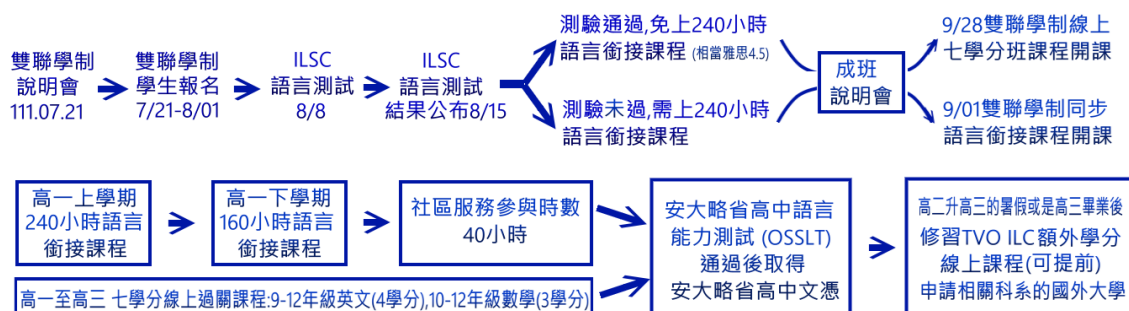 雙聯學制
說明會
111.07.21
雙聯學制
學生報名
7/21-8/01
ILSC
語言測試
8/8
ILSC
語言測試
結果公布8/15
測驗通過,免上240小時
語言銜接課程 (相當雅思4.5)
測驗未過,需上240小時
語言銜接課程
成班
說明會
9/28雙聯學制線上
七學分班課程開課
9/01雙聯學制同步
語言銜接課程開課
高一上學期
240小時語言
銜接課程
高一下學期
160小時語言
銜接課程
社區服務參與時數
40小時
高一至高三 七學分線上過關課程:9-12年級英文(4學分),10-12年級數學(3學分)
安大略省高中語言
能力測試 (OSSLT)
通過後取得
安大略省高中文憑
高二升高三的暑假或是高三畢業後
修習TVO ILC額外學分
線上課程(可提前)
申請相關科系的國外大學